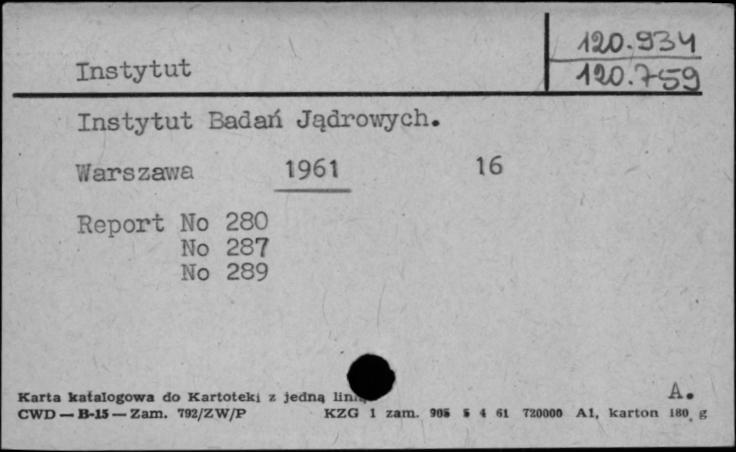 120.934
Instytut
120.759
Instytut Badań Jądrowych.
Warszawa 1961 16
Report No 280
No 287
No 289
A.
Karta katalogowa do Kartoteki z jedną
CWD — B-15 — Zam. 792/ZW/P KZG 1 zam. 905 5 4 61 720000 A1, karton 180 g